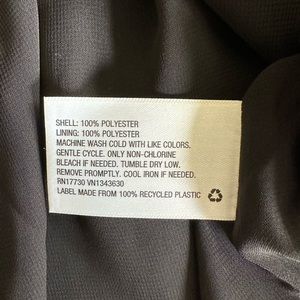 SHELL: 100% POLYESTER
LINING: 100% POLYESTER
MACHINE WASH COLD WITH LIKE COLORS.
GENTLE CYCLE. ONLY NON-CHLORINE
BLEACH IF NEEDED. TUMBLE DRY LOW.
REMOVE PROMPTLY. COOL IRON IF NEEDED.
RN17730 VN1343630
LABEL MADE FROM 100% RECYCLED PLASTIC